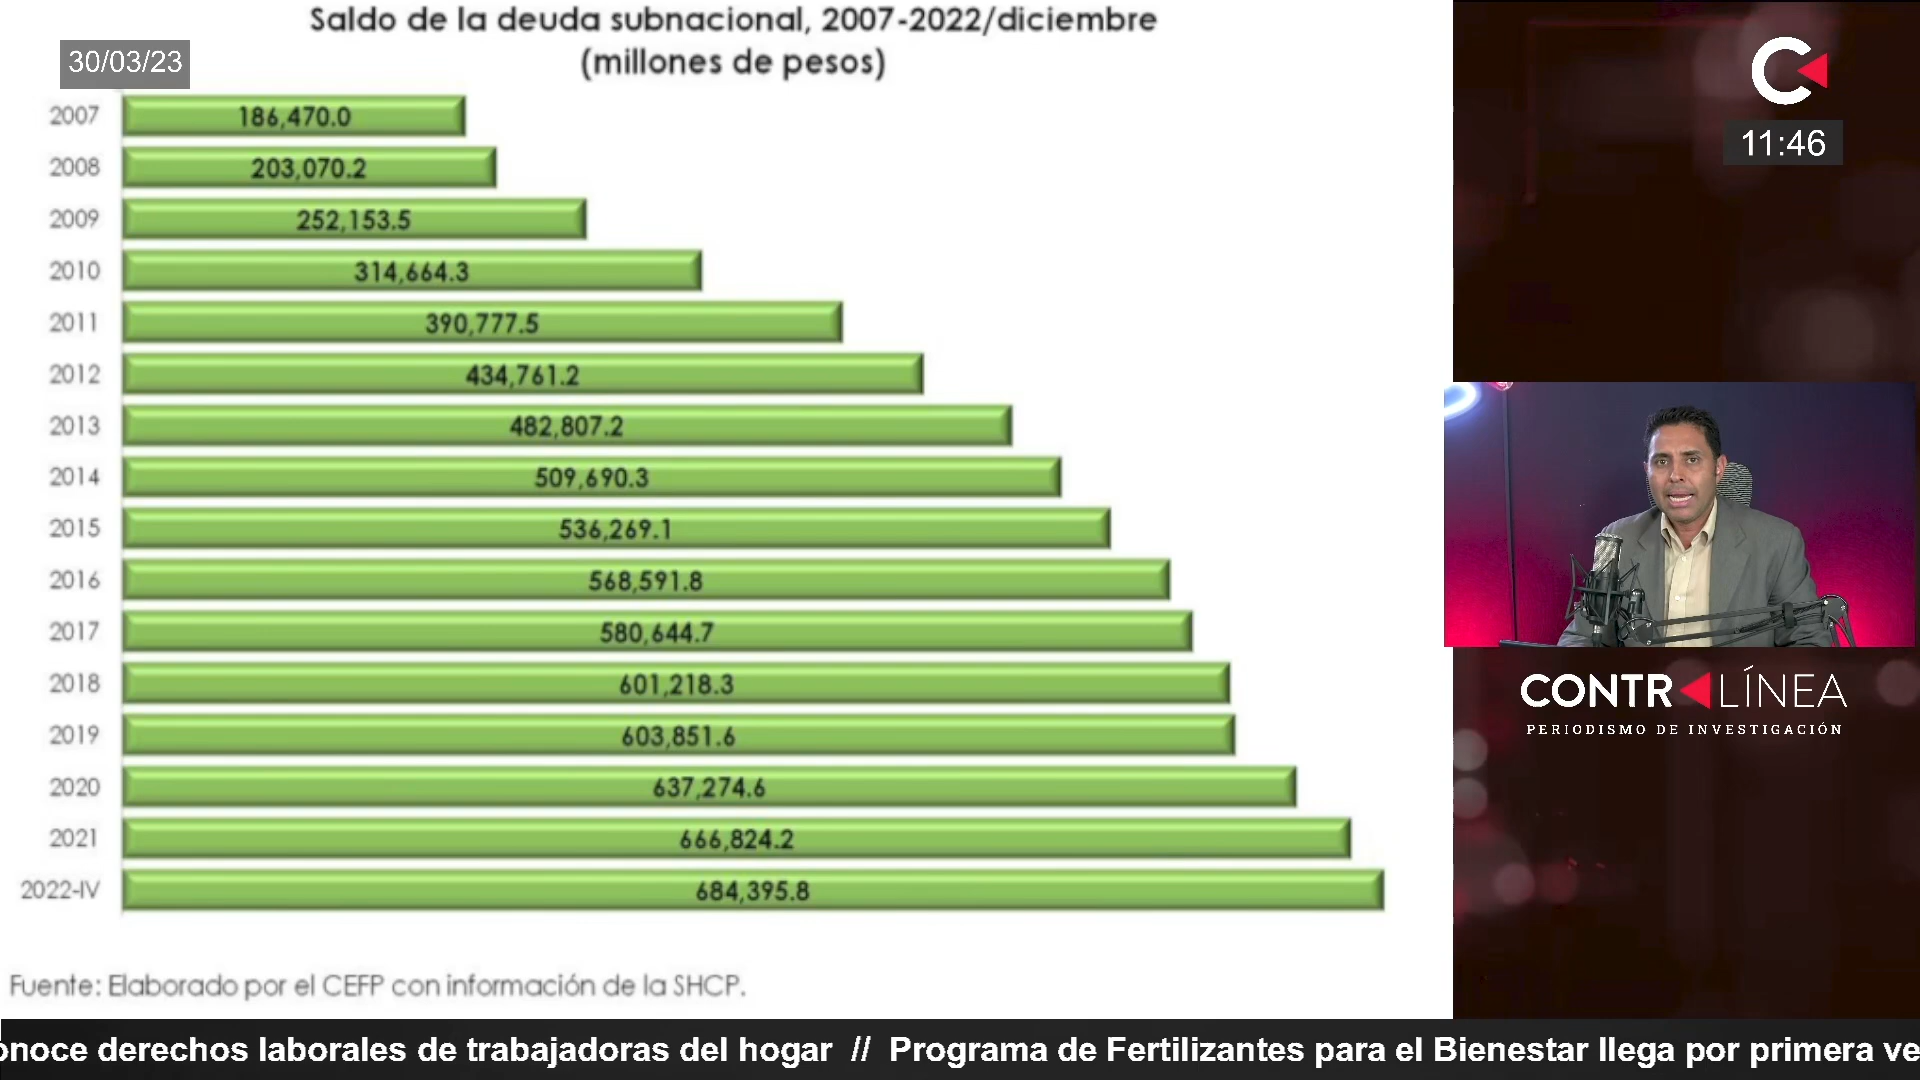 Saldo de la deuda subnacional, 2007-2022/diciembre
(millones de pesos)
30/03/23
2007 186,470.0
2008 203,070.2
2009 252,153.5
2010 314,664.3
2011 390,777.5
2012 434,761.2
2013 482,807.2
2014 509,690.3
2015 536,269.1
2016 568,591.8
2017 580,644.7
2018 601,218.3
2019 603,851.6
2020 637,274.6
2021 666,824.2
2022-IV 684,395.8
Fuente: Elaborado por el CEFP con información de la SHCP.
11:46
CONTRALÍNEA
PERIODISMO DE INVESTIGACIÓN
onoce derechos laborales de trabajadoras del hogar // Programa de Fertilizantes para el Bienestar llega por primera ve